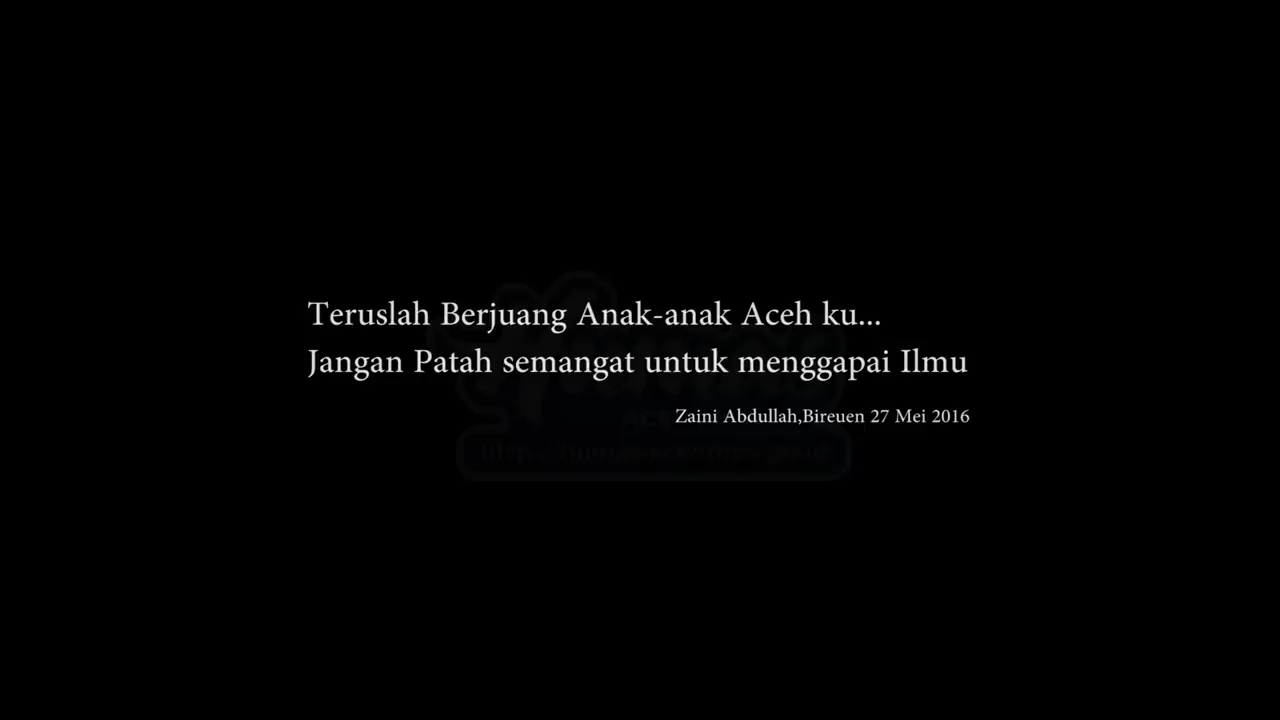 Teruslah Berjuang Anak-anak Aceh ku...
Jangan Patah semangat untuk menggapai Ilmu
Zaini Abdullah,Bireuen 27 Mei 2016